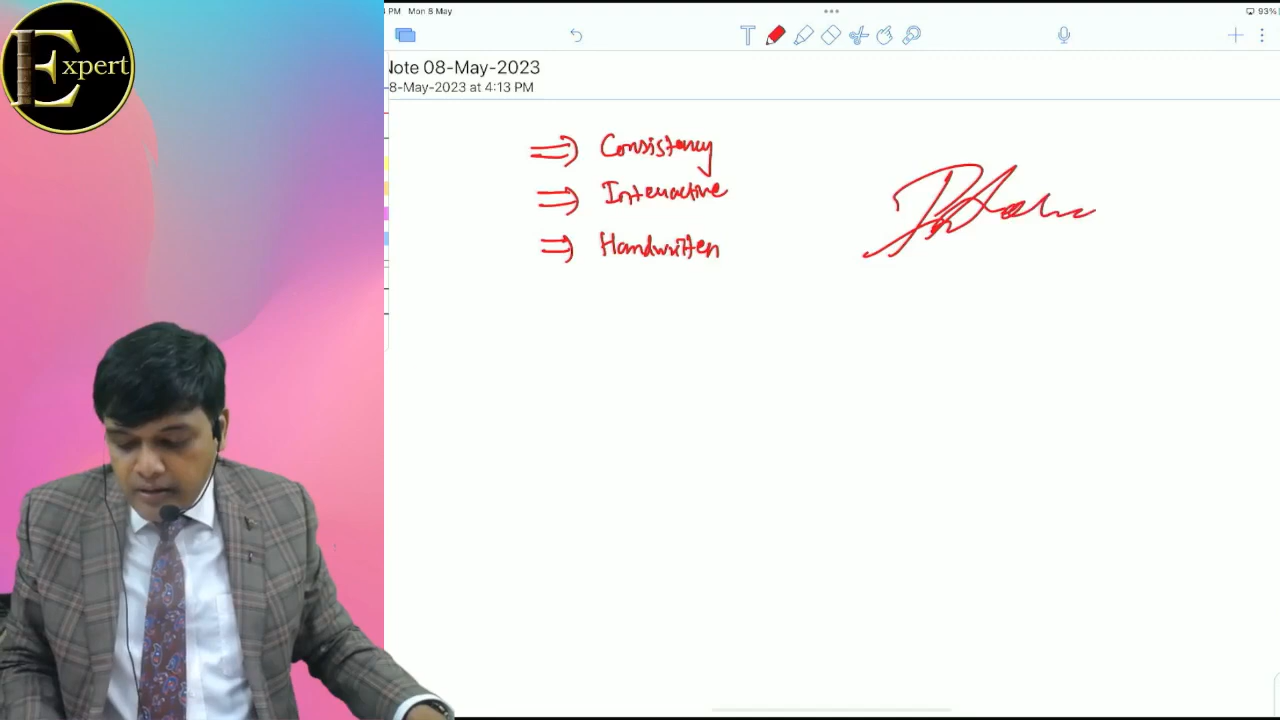 Expert
PM Mon 8 May
93%
Note 08-May-2023
8-May-2023 at 4:13 PM
T
⇒ Consistency
⇒ Interactive
⇒ Handwritten